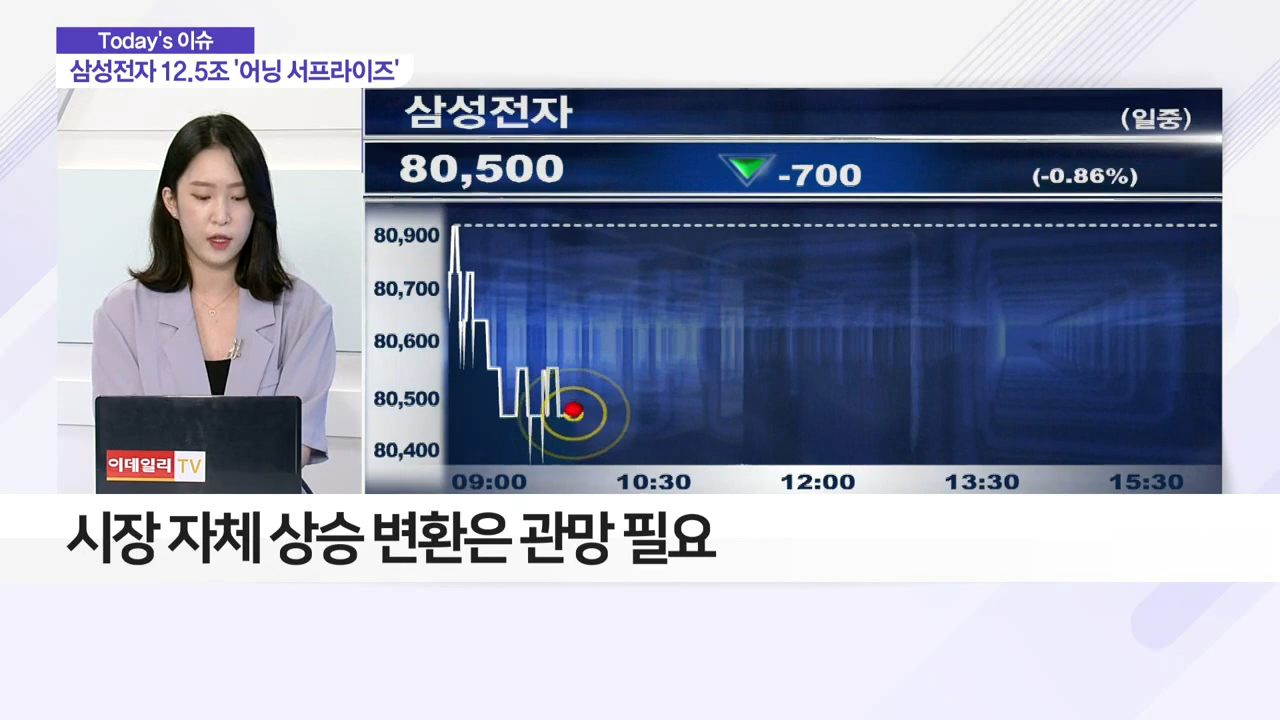 Today's 이슈
삼성전자 12.5조 '어닝 서프라이즈'
삼성전자
(일중)
80,500
-700
(-0.86%)
80,900
80,700
80,600
80,500
80,400
09:00 10:30 12:00 13:30 15:30
이데일리TV
시장 자체 상승 변환은 관망 필요